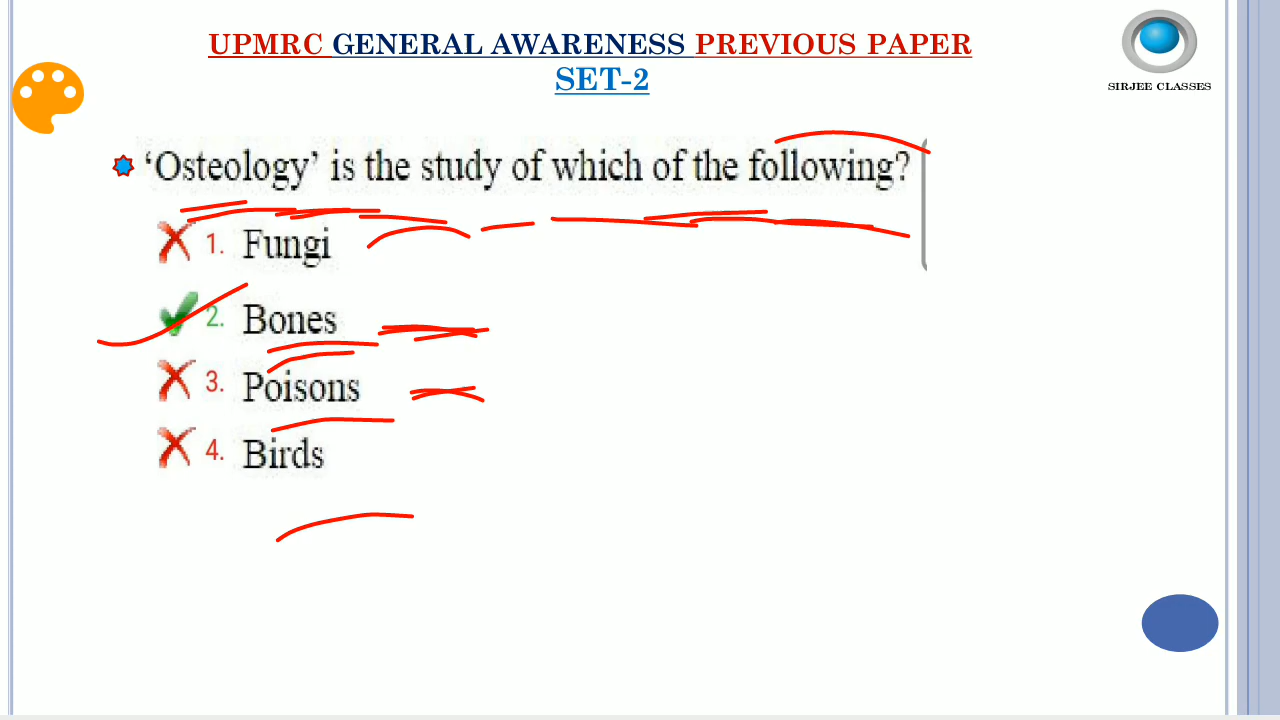 UPMRC GENERAL AWARENESS PREVIOUS PAPER
SET-2
SIRJEE CLASSES
‘Osteology’ is the study of which of the following?
1. Fungi
2. Bones
3. Poisons
4. Birds